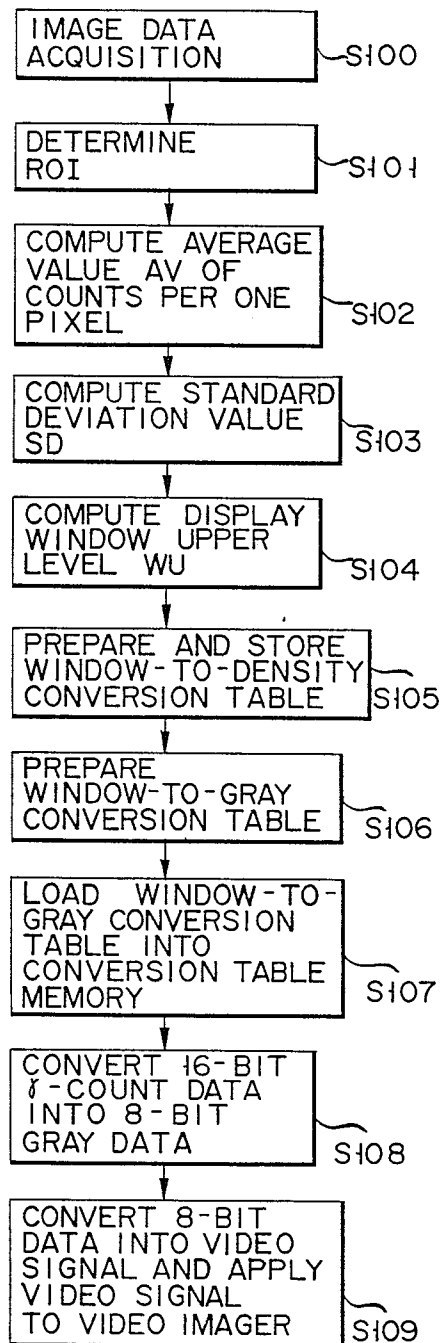 IMAGE DATA
ACQUISITION
S100
DETERMINE
ROI
S101
COMPUTE AVERAGE
VALUE AV OF
COUNTS PER ONE
PIXEL
S102
COMPUTE STANDARD
DEVIATION VALUE
SD
S103
COMPUTE DISPLAY
WINDOW UPPER
LEVEL WU
S104
PREPARE AND STORE
WINDOW-TO-DENSITY
CONVERSION TABLE
S105
PREPARE
WINDOW-TO-GRAY
CONVERSION TABLE
S106
LOAD WINDOW-TO-
GRAY CONVERSION
TABLE INTO
CONVERSION TABLE
MEMORY
S107
CONVERT 16-BIT
γ-COUNT DATA
INTO 8-BIT
GRAY DATA
S108
CONVERT 8-BIT
DATA INTO VIDEO
SIGNAL AND APPLY
VIDEO SIGNAL
TO VIDEO IMAGER
S109